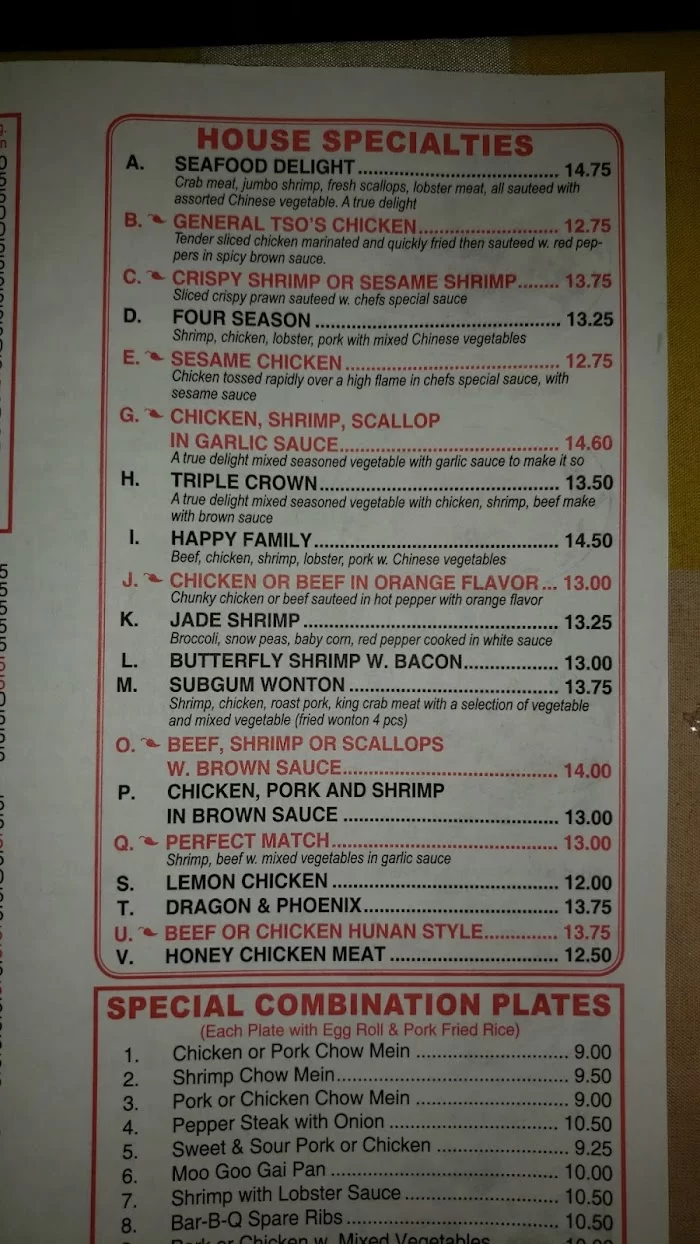 HOUSE SPECIALTIES
A. SEAFOOD DELIGHT 14.75
Crab meat, jumbo shrimp, fresh scallops, lobster meat, all sauteed with
assorted Chinese vegetable. A true delight
B. GENERAL TSO'S CHICKEN 12.75
Tender sliced chicken marinated and quickly fried then sauteed w. red pep-
pers in spicy brown sauce.
C. CRISPY SHRIMP OR SESAME SHRIMP 13.75
Sliced crispy prawn sauteed w. chefs special sauce
D. FOUR SEASON 13.25
Shrimp, chicken, lobster, pork with mixed Chinese vegetables
E. SESAME CHICKEN 12.75
Chicken tossed rapidly over a high flame in chefs special sauce, with
sesame sauce
G. CHICKEN, SHRIMP, SCALLOP
IN GARLIC SAUCE 14.60
A true delight mixed seasoned vegetable with garlic sauce to make it so
H. TRIPLE CROWN 13.50
A true delight mixed seasoned vegetable with chicken, shrimp, beef make
with brown sauce
I. HAPPY FAMILY 14.50
Beef, chicken, shrimp, lobster, pork w. Chinese vegetables
J. CHICKEN OR BEEF IN ORANGE FLAVOR 13.00
Chunky chicken or beef sauteed in hot pepper with orange flavor
K. JADE SHRIMP 13.25
Broccoli, snow peas, baby corn, red pepper cooked in white sauce
L. BUTTERFLY SHRIMP W. BACON 13.00
M. SUBGUM WONTON 13.75
Shrimp, chicken, roast pork, king crab meat with a selection of vegetable
and mixed vegetable (fried wonton 4 pcs)
O. BEEF, SHRIMP OR SCALLOPS
W. BROWN SAUCE 14.00
P. CHICKEN, PORK AND SHRIMP
IN BROWN SAUCE 13.00
Q. PERFECT MATCH 13.00
Shrimp, beef w. mixed vegetables in garlic sauce
S. LEMON CHICKEN 12.00
T. DRAGON & PHOENIX 13.75
U. BEEF OR CHICKEN HUNAN STYLE 13.75
V. HONEY CHICKEN MEAT 12.50
SPECIAL COMBINATION PLATES
(Each Plate with Egg Roll & Pork Fried Rice)
1. Chicken or Pork Chow Mein 9.00
2. Shrimp Chow Mein 9.50
3. Pork or Chicken Chow Mein 9.00
4. Pepper Steak with Onion 10.50
5. Sweet & Sour Pork or Chicken 9.25
6. Moo Goo Gai Pan 10.00
7. Shrimp with Lobster Sauce 10.50
8. Bar-B-Q Spare Ribs 10.50
Pork or Chicken w. Mixed Vegetables